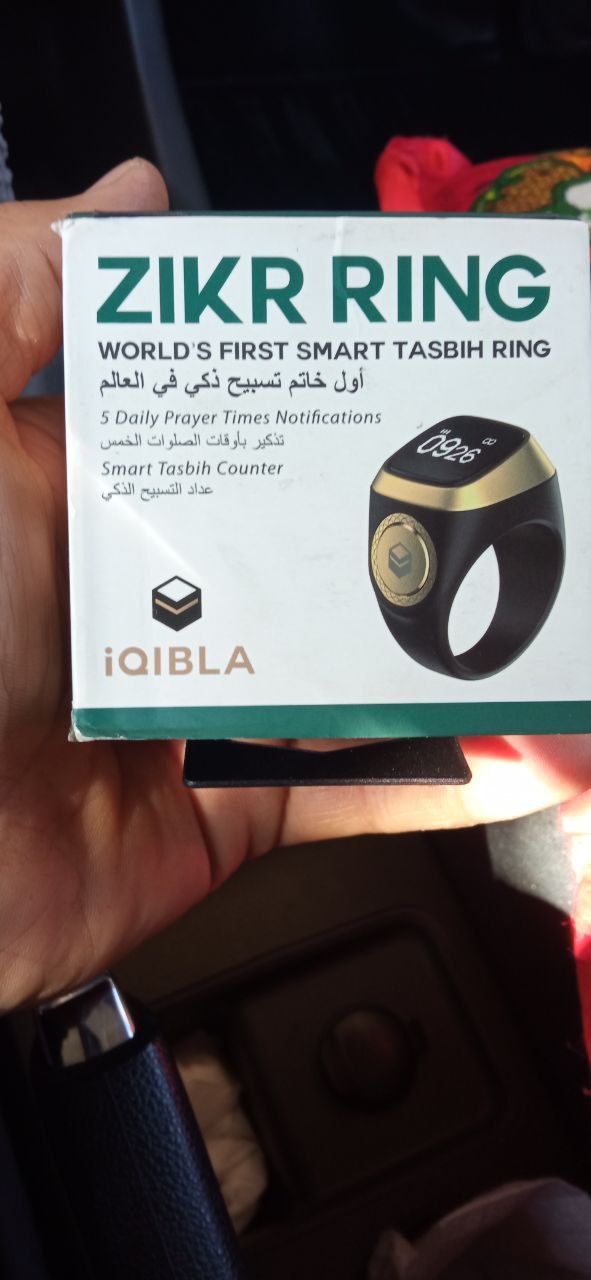 ZIKR RING
WORLD'S FIRST SMART TASBIH RING
أول خاتم تسبيح ذكي في العالم
5 Daily Prayer Times Notifications
تذكير بأوقات الصلوات الخمس
Smart Tasbih Counter
عداد التسبيح الذكي
0926
iQIBLA